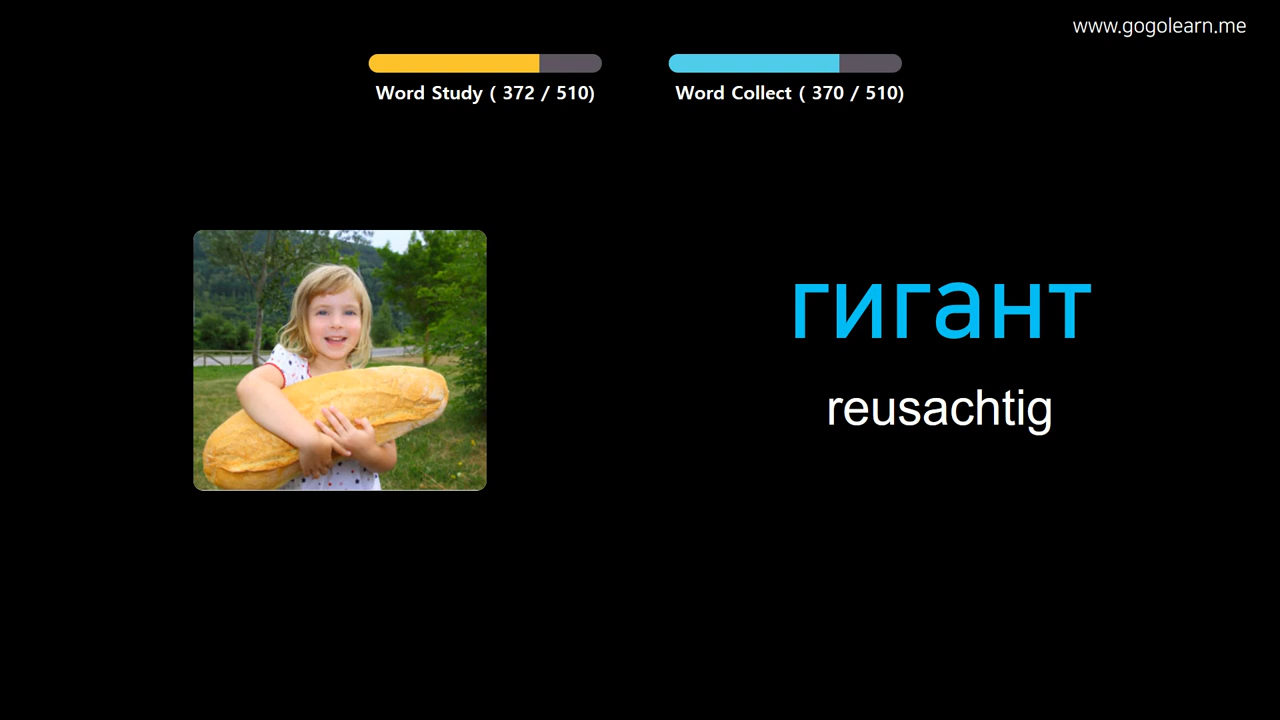 www.gogolearn.me
Word Study ( 372 / 510)
Word Collect ( 370 / 510)
гигант
reusachtig